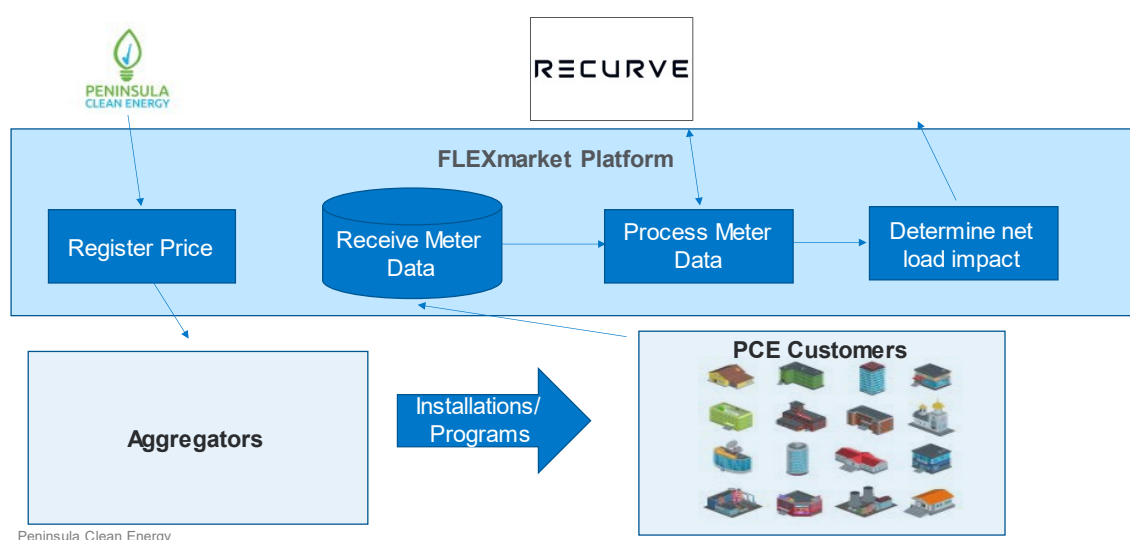 PENINSULA
CLEAN ENERGY
RECURVE
FLEXmarket Platform
Register Price
Receive Meter
Data
Process Meter
Data
Determine net
load impact
Aggregators
Installations/
Programs
PCE Customers
Peninsula Clean Energy